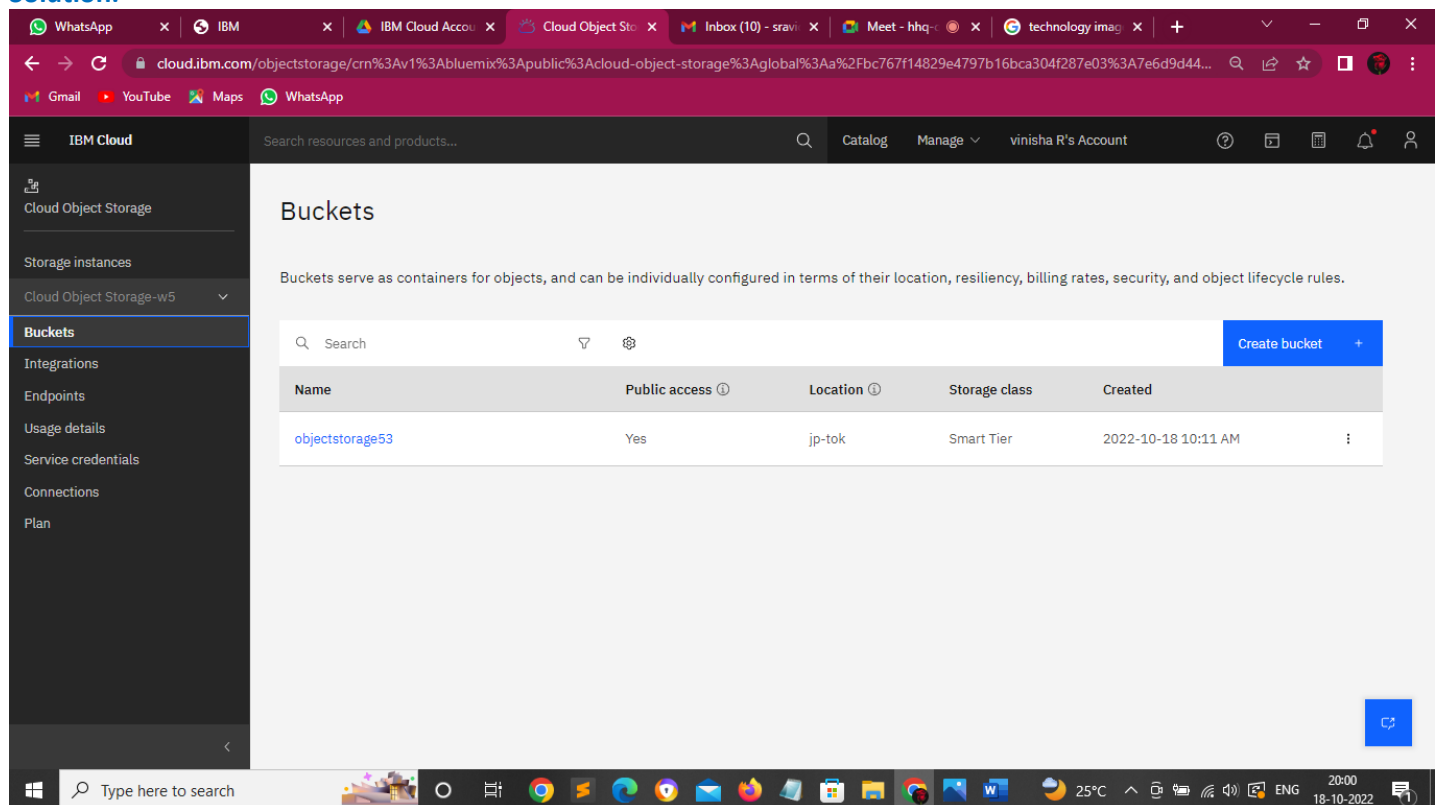 WhatsApp
IBM
IBM Cloud Accou
Cloud Object Sto
Inbox (10) - sravi
Meet - hhq-c
technology imag
cloud.ibm.com/objectstorage/crn%3Av1%3Abluemix%3Apublic%3Acloud-object-storage%3Aglobal%3Aa%2Fbc767f14829e4797b16bca304f287e03%3A7e6d9d44...
Gmail YouTube Maps WhatsApp
IBM Cloud
Search resources and products...
Catalog Manage vinisha R's Account
Cloud Object Storage
Storage instances
Cloud Object Storage-w5
Buckets
Integrations
Endpoints
Usage details
Service credentials
Connections
Plan
Buckets
Buckets serve as containers for objects, and can be individually configured in terms of their location, resiliency, billing rates, security, and object lifecycle rules.
Search
Create bucket +
Name Public access Location Storage class Created
objectstorage53 Yes jp-tok Smart Tier 2022-10-18 10:11 AM
Type here to search
25°C ENG
20:00
18-10-2022
1